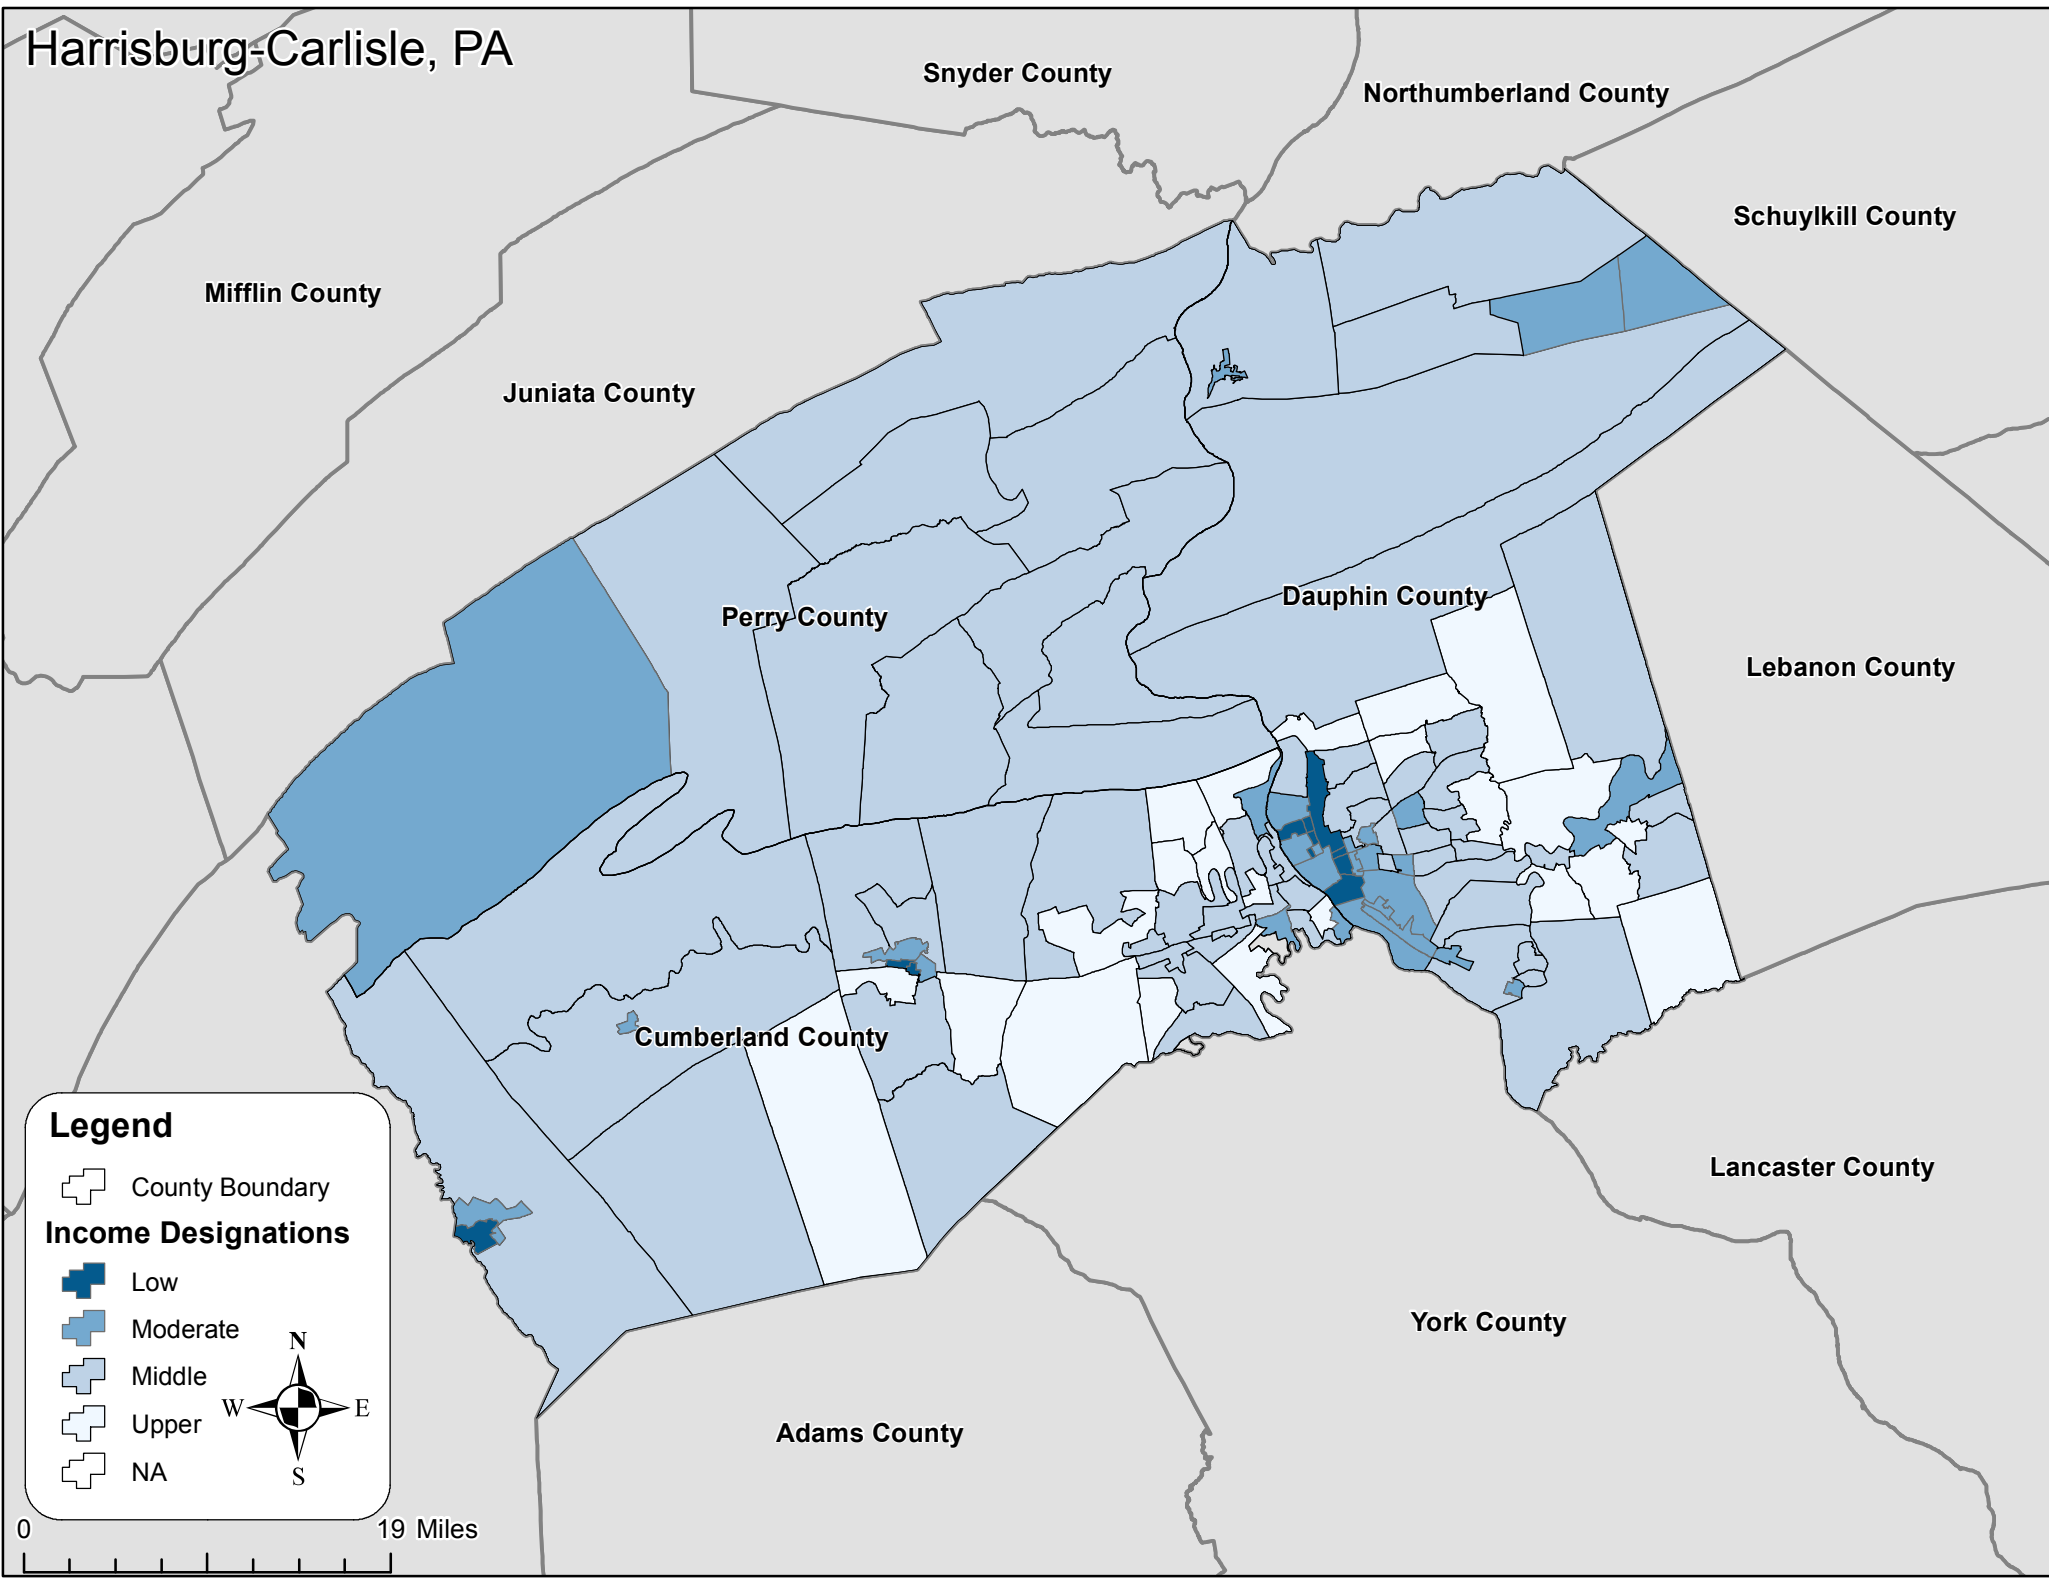 Harrisburg-Carlisle, PA
Snyder County
Northumberland County
Schuylkill County
Mifflin County
Juniata County
Dauphin County
Perry County
Lebanon County
Cumberland County
Lancaster County
York County
Adams County
Legend
County Boundary
Income Designations
Low
Moderate
Middle
Upper
NA
N
W E
S
0 19 Miles